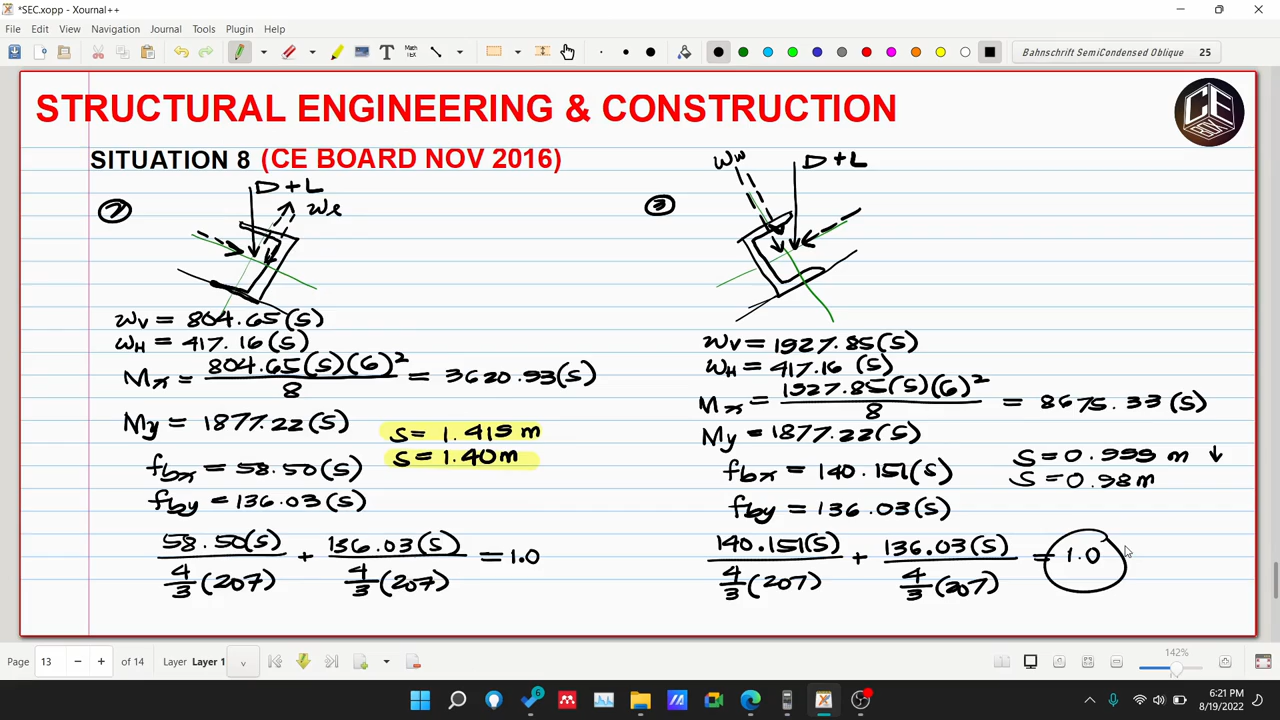 *SEC.xopp - Xournal++
File Edit View Navigation Journal Tools Plugin Help
Bahnschrift SemiCondensed Oblique 25
STRUCTURAL ENGINEERING & CONSTRUCTION
CE
SITUATION 8 (CE BOARD NOV 2016)
②
D+L
WL
WV = 804.65(S)
WH = 417.16(S)
Mx = 804.65(S)(6)²/8 = 3620.93(S)
My = 1877.22(S)
S = 1.415 m
S = 1.40m
fbx = 58.50(S)
fby = 136.03(S)
58.50(S)/4/3(207) + 136.03(S)/4/3(207) = 1.0
③
WW
D+L
WV = 1927.85(S)
WH = 417.16(S)
Mx = 1927.85(S)(6)²/8 = 8675.33(S)
My = 1877.22(S)
S = 0.999 m ↓
S = 0.98m
fbx = 140.151(S)
fby = 136.03(S)
140.151(S)/4/3(207) + 136.03(S)/4/3(207) = 1.0
Page 13 of 14 Layer Layer 1
142%
6
6:21 PM
8/19/2022